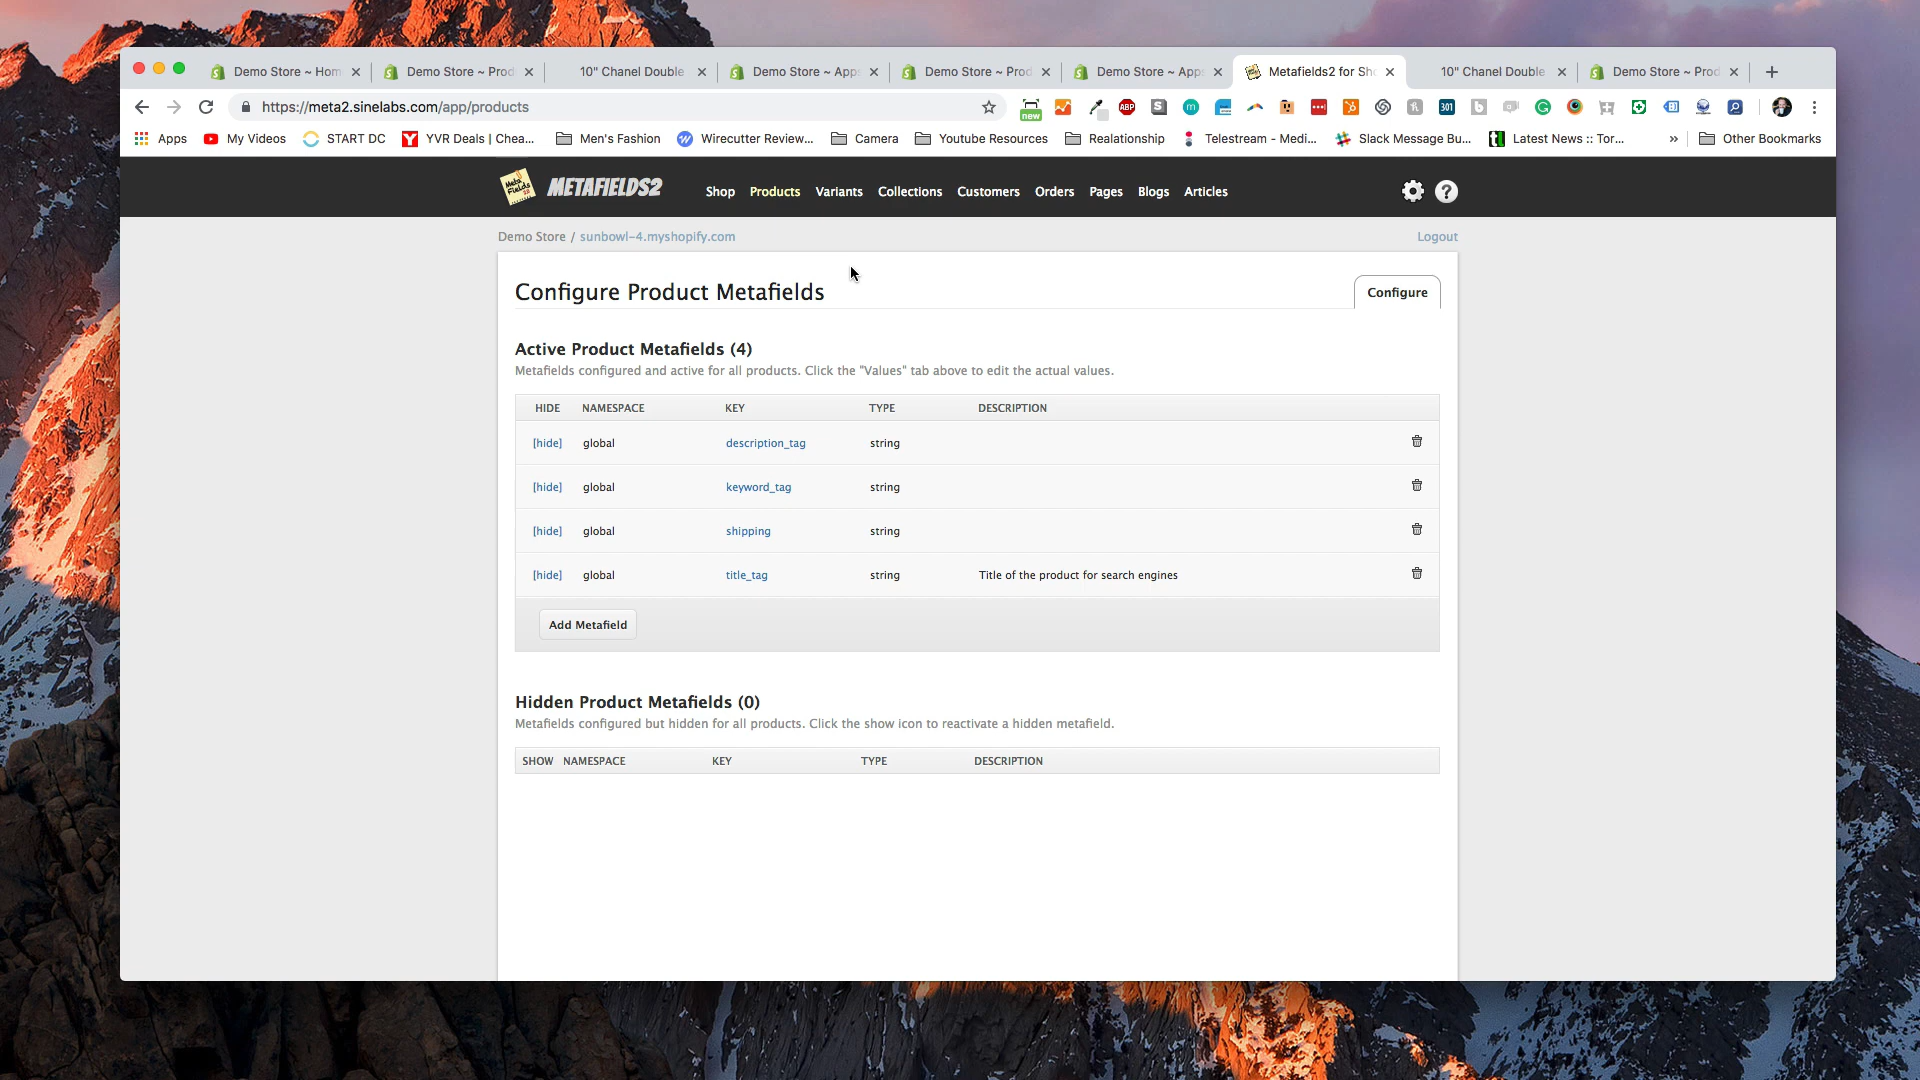 Demo Store ~ Hom
Demo Store ~ Prod
10" Chanel Double
Demo Store ~ Apps
Demo Store ~ Prod
Demo Store ~ Apps
Metafields2 for Sh
10" Chanel Double
Demo Store ~ Prod
https://meta2.sinelabs.com/app/products
new
ABP
301
Apps
My Videos
START DC
YVR Deals | Chea...
Men's Fashion
Wirecutter Review...
Camera
Youtube Resources
Realationship
Telestream - Medi...
Slack Message Bu...
Latest News :: Tor...
»
Other Bookmarks
Meta Fields
METAFIELDS2
Shop
Products
Variants
Collections
Customers
Orders
Pages
Blogs
Articles
?
Demo Store / sunbowl-4.myshopify.com
Logout
Configure Product Metafields
Configure
Active Product Metafields (4)
Metafields configured and active for all products. Click the "Values" tab above to edit the actual values.
HIDE NAMESPACE KEY TYPE DESCRIPTION
[hide] global description_tag string
[hide] global keyword_tag string
[hide] global shipping string
[hide] global title_tag string Title of the product for search engines
Add Metafield
Hidden Product Metafields (0)
Metafields configured but hidden for all products. Click the show icon to reactivate a hidden metafield.
SHOW NAMESPACE KEY TYPE DESCRIPTION